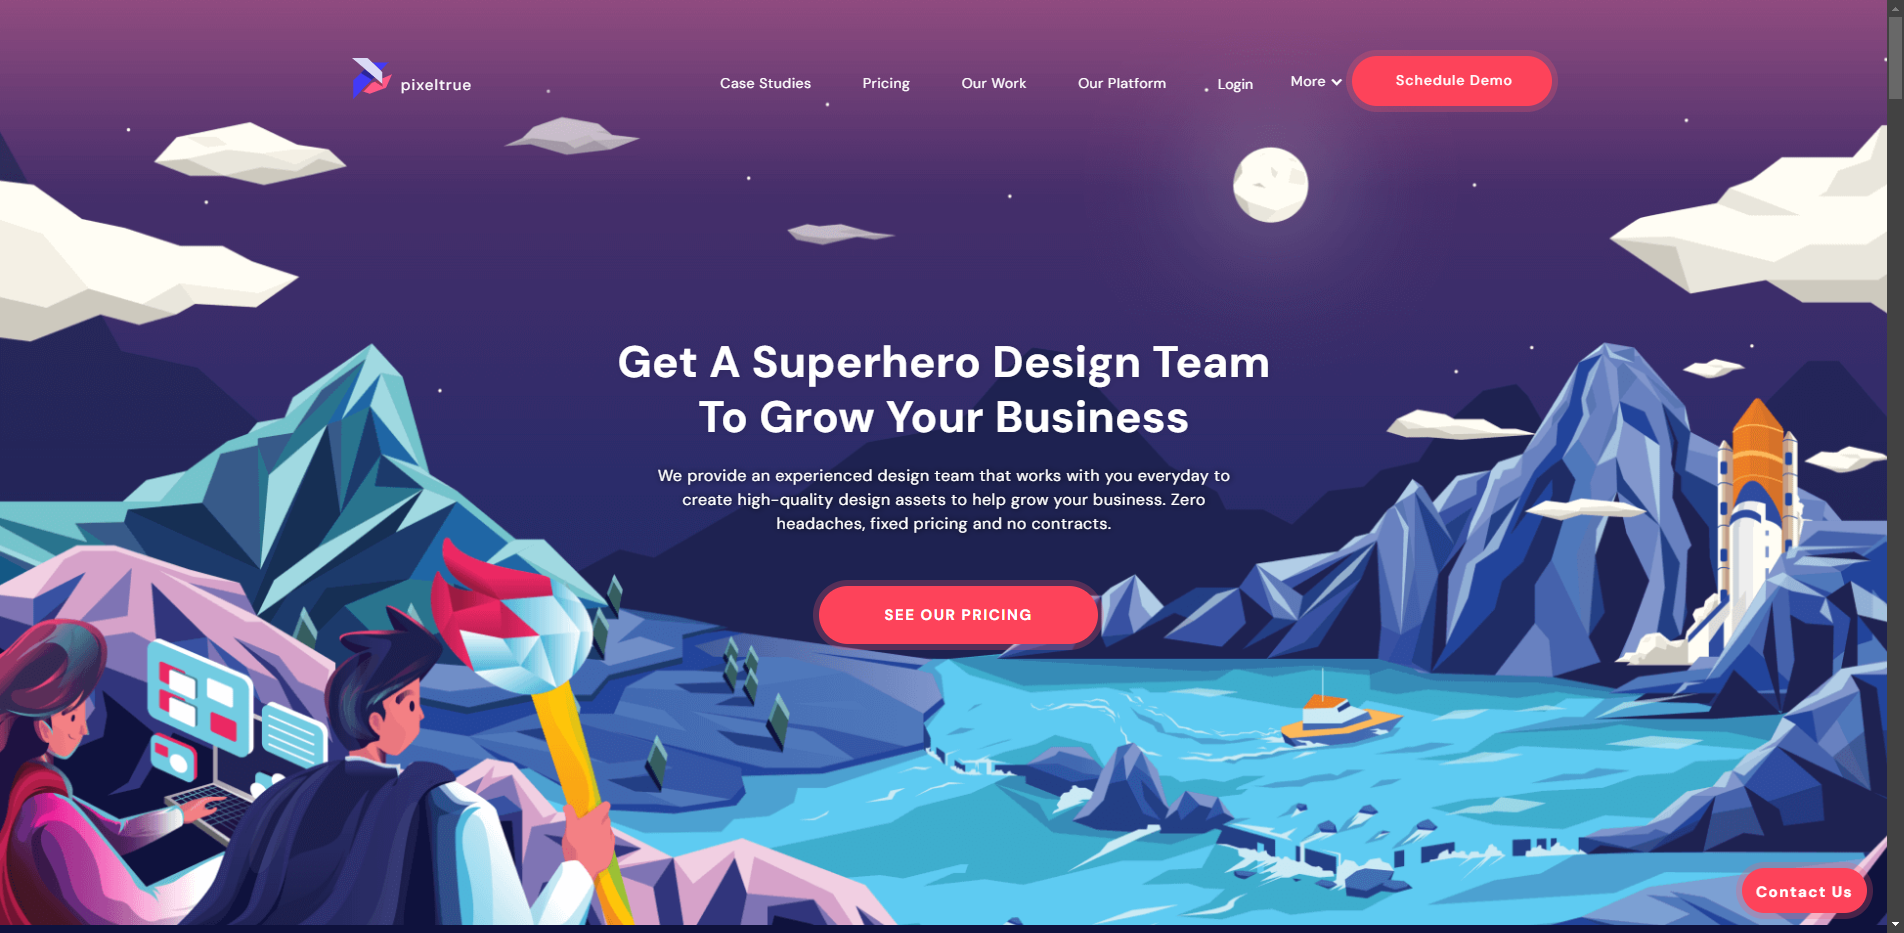 pixeltrue
Case Studies
Pricing
Our Work
Our Platform
Login
More
Schedule Demo
Get A Superhero Design Team
To Grow Your Business
We provide an experienced design team that works with you everyday to
create high-quality design assets to help grow your business. Zero
headaches, fixed pricing and no contracts.
SEE OUR PRICING
Contact Us